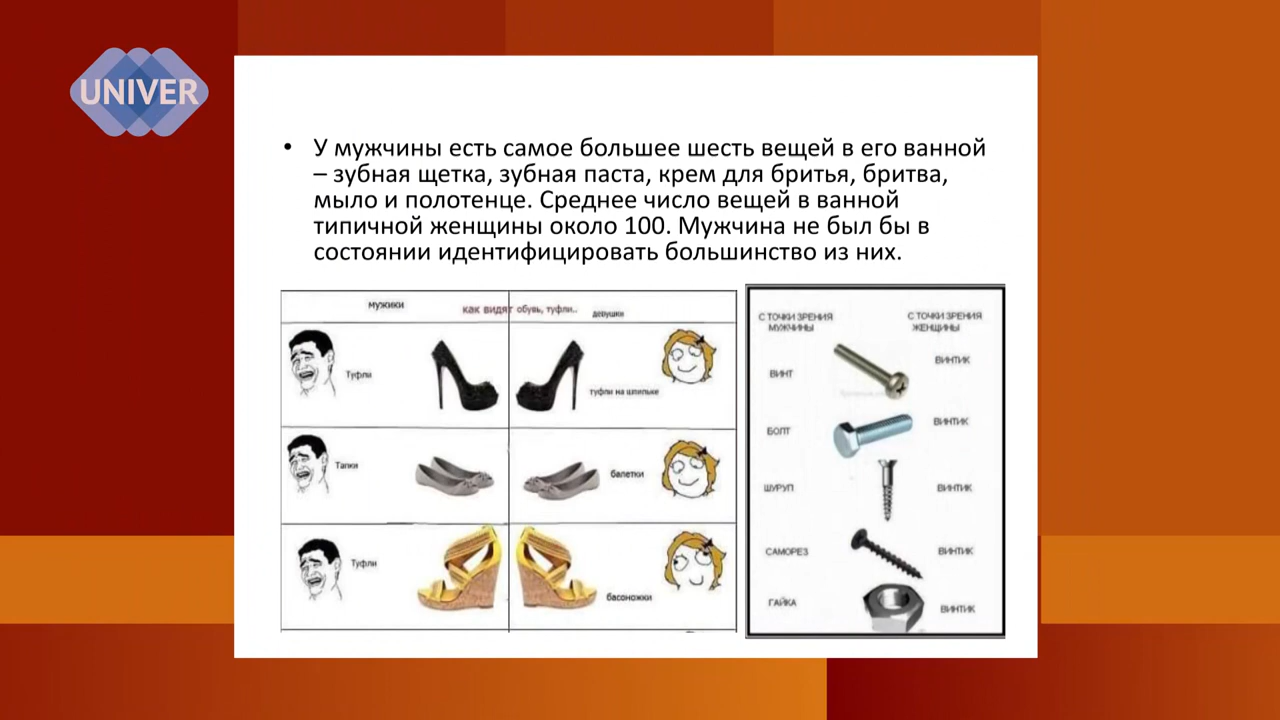 UNIVER
• У мужчины есть самое большее шесть вещей в его ванной
– зубная щетка, зубная паста, крем для бритья, бритва,
мыло и полотенце. Среднее число вещей в ванной
типичной женщины около 100. Мужчина не был бы в
состоянии идентифицировать большинство из них.
мужики
как видят обувь, туфли..
девушки
Туфли
туфли на шпильке
Тапки
балетки
Туфли
басоножки
С ТОЧКИ ЗРЕНИЯ
МУЖЧИНЫ
С ТОЧКИ ЗРЕНИЯ
ЖЕНЩИНЫ
ВИНТ
ВИНТИК
БОЛТ
ВИНТИК
ШУРУП
ВИНТИК
САМОРЕЗ
ВИНТИК
ГАЙКА
ВИНТИК